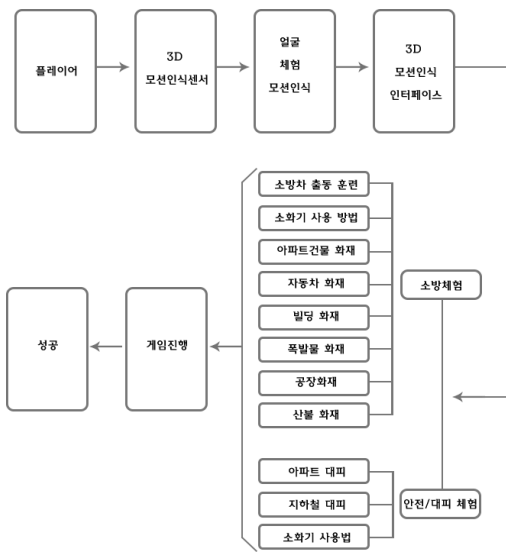 플레이어
3D
모션인식센서
얼굴
체험
모션인식
3D
모션인식
인터페이스
소방차 출동 훈련
소화기 사용 방법
아파트건물 화재
자동차 화재
빌딩 화재
폭발물 화재
공장화재
산불 화재
소방체험
성공
게임진행
아파트 대피
지하철 대피
소화기 사용법
안전/대피 체험